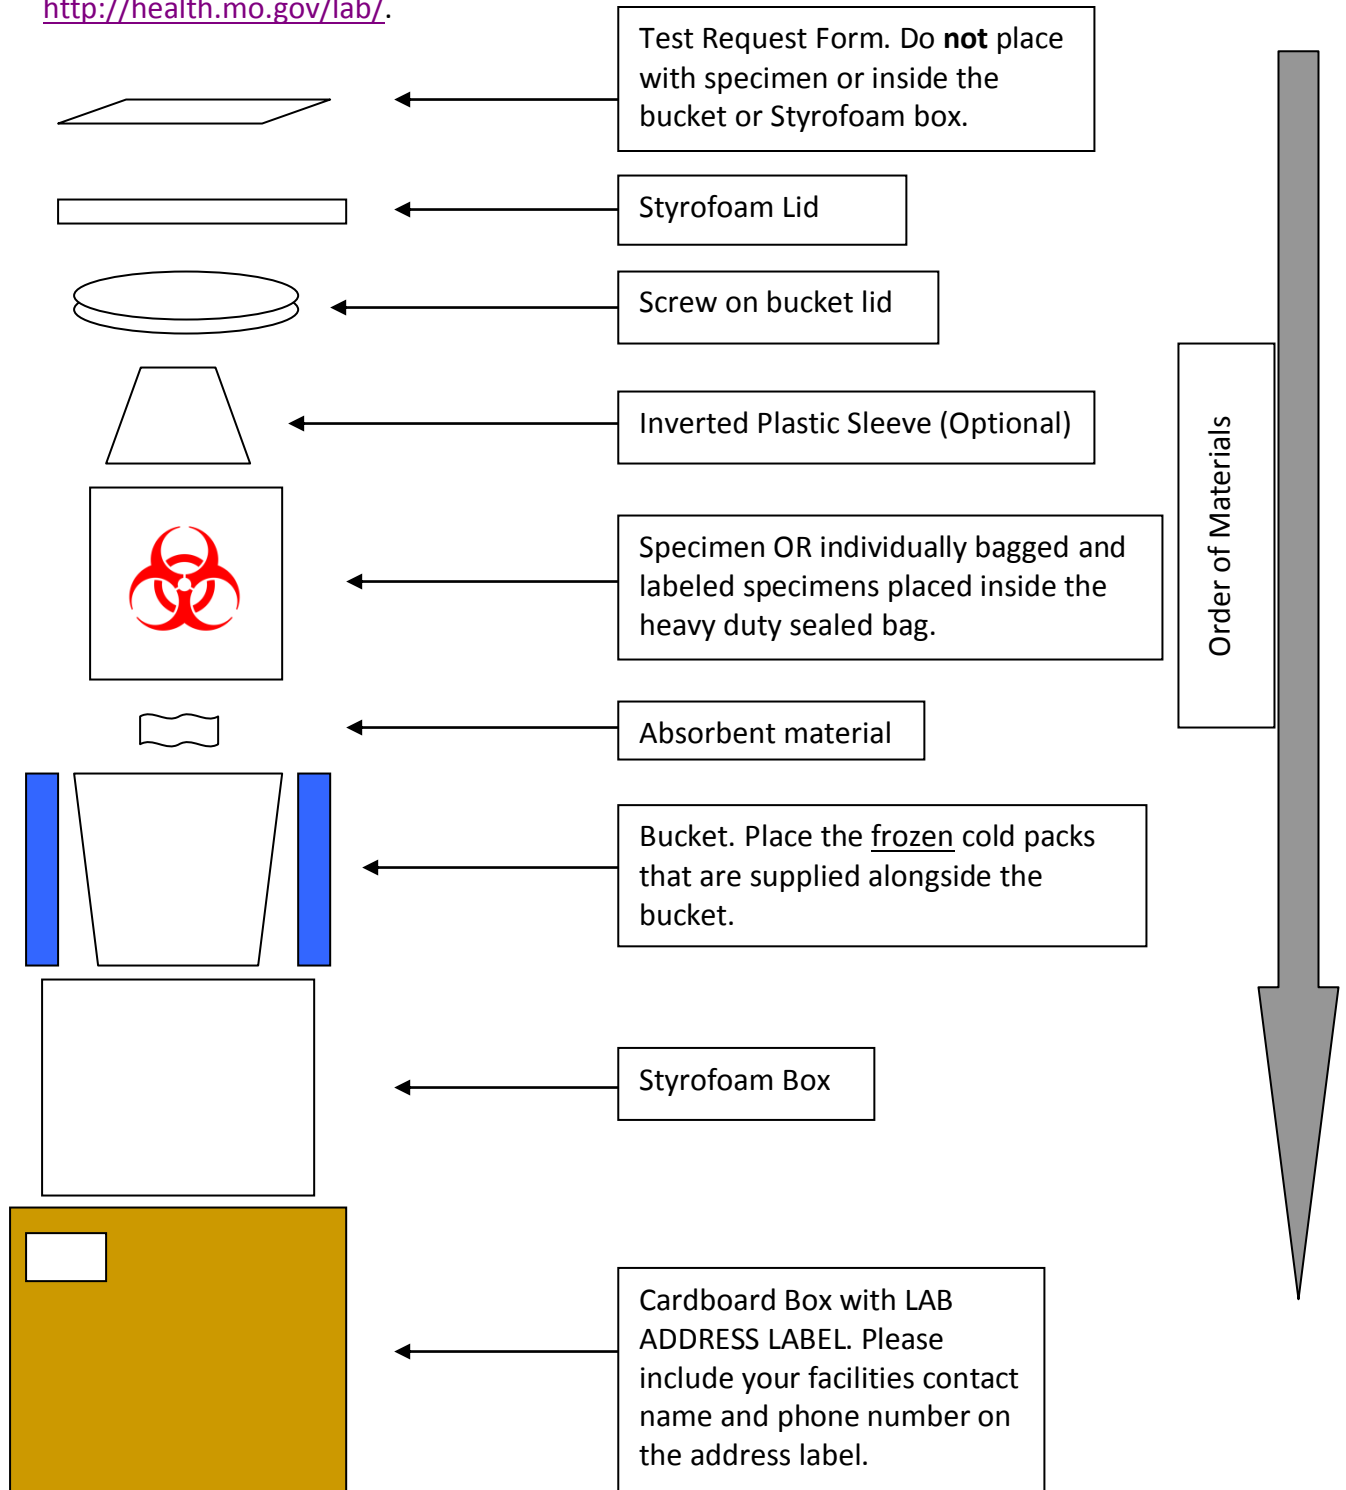 http://health.mo.gov/lab/.
Test Request Form. Do not place
with specimen or inside the
bucket or Styrofoam box.
Styrofoam Lid
Screw on bucket lid
Inverted Plastic Sleeve (Optional)
Specimen OR individually bagged and
labeled specimens placed inside the
heavy duty sealed bag.
Absorbent material
Bucket. Place the frozen cold packs
that are supplied alongside the
bucket.
Styrofoam Box
Cardboard Box with LAB
ADDRESS LABEL. Please
include your facilities contact
name and phone number on
the address label.
Order of Materials